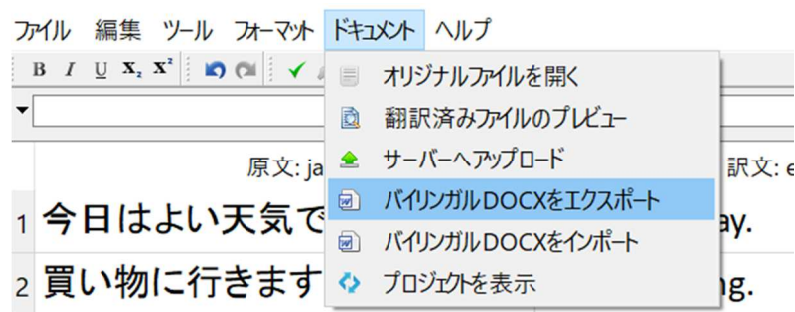 ファイル 編集 ツール フォーマット ドキュメント ヘルプ
B I U X₂ X²
オリジナルファイルを開く
翻訳済みファイルのプレビュー
サーバーへアップロード
原文: ja
訳文: e
バイリンガルDOCXをエクスポート
1 今日はよい天気で
ay.
バイリンガルDOCXをインポート
2 買い物に行きます
ng.
プロジェクトを表示